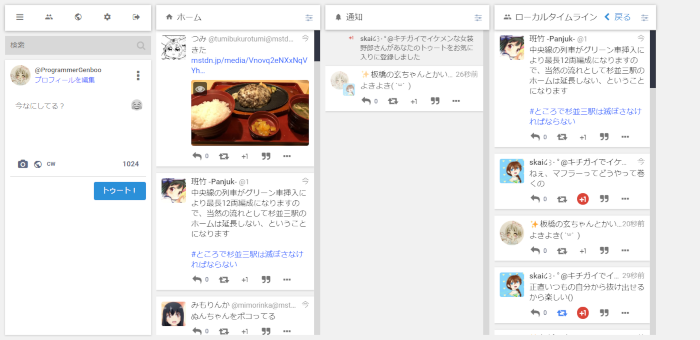 検索
@ProgrammerGenboo
プロフィールを編集
今なにしてる？
CW
1024
トゥート！
ホーム
つみ @tumibukurotumi@mstd... 今
きた
mstdn.jp/media/Vnovq2eNXxNqV
Yh...
0
+1
班竹 -Panjuk- @1 今
中央線の列車がグリーン車挿入に
より最長12両編成になりますの
で、当然の流れとして杉並三駅の
ホームは延長しない、ということ
になります
#ところで杉並三駅は滅ぼさなけ
ればならない
0
+1
みもりんか @mimorinka@mst... 今
ぬんちゃんをボコってる
通知
skaiさん がキチガイでイケメンな女装
野郎さんがあなたのトゥートをお気に
入りに登録しました
✨板橋の玄ちゃんとかい... 26秒前
よきよき(´˘`)
0
+1
ローカルタイムライン
戻る
班竹 -Panjuk- @1 今
中央線の列車がグリーン車挿入に
より最長12両編成になりますの
で、当然の流れとして杉並三駅の
ホームは延長しない、ということ
になります
#ところで杉並三駅は滅ぼさなけ
ればならない
0
+1
@キチガイでイケ... 今
ねぇ、マフラーってどうやって巻
くの
0
+1
✨板橋の玄ちゃんとかい...20秒前
よきよき(´˘`)
0
+1
@キチガイでイ... 29秒前
正直いつもの自分から抜け出せる
から楽しい()
0
+1